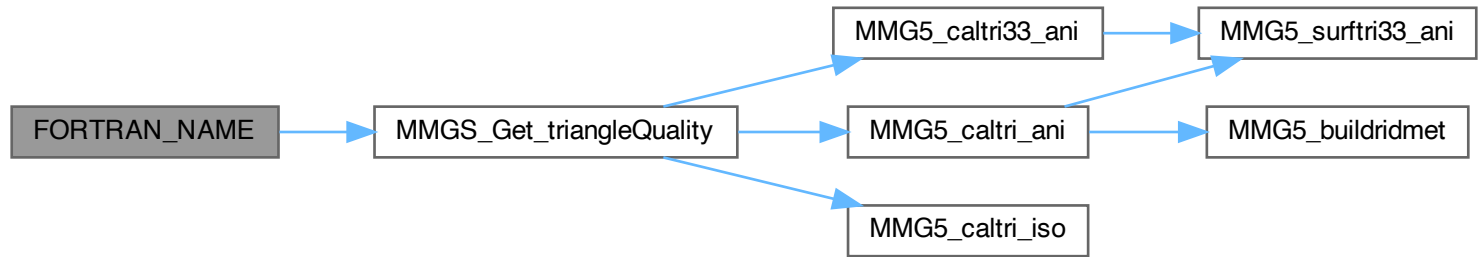 FORTRAN_NAME
MMGS_Get_triangleQuality
MMG5_caltri33_ani
MMG5_surftri33_ani
MMG5_caltri_ani
MMG5_buildridmet
MMG5_caltri_iso